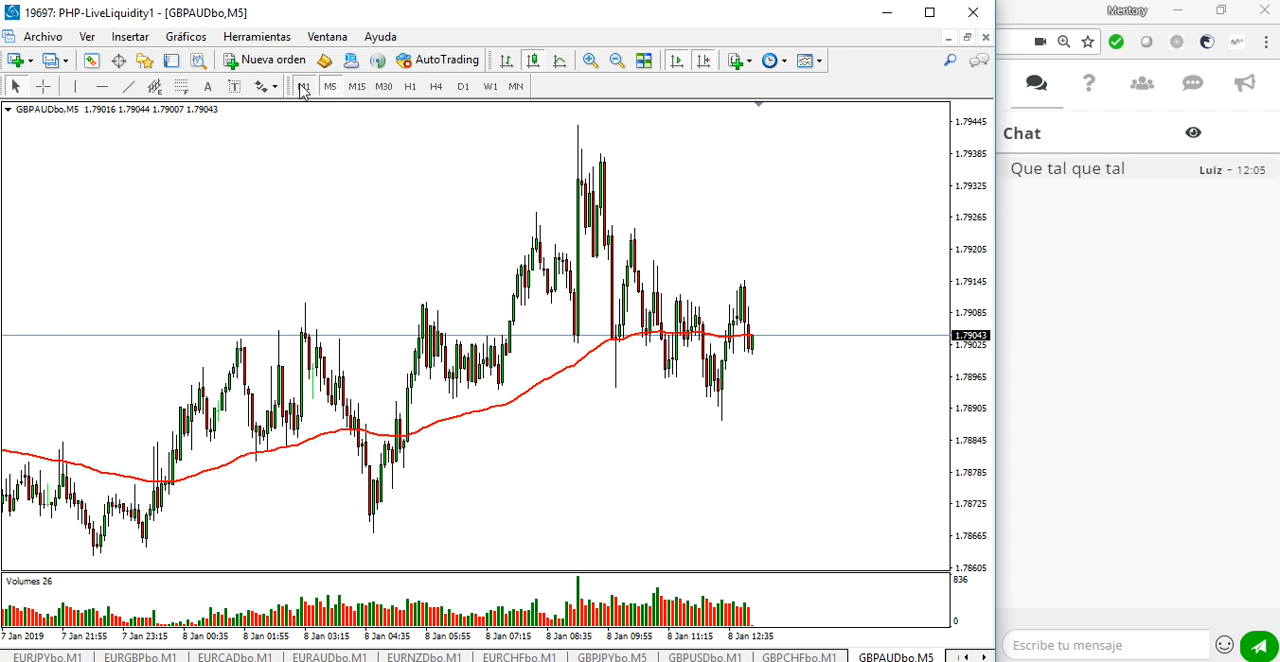 19697: PHP-LiveLiquidity1 - [GBPAUDbo,M5]
Mentory
Archivo Ver Insertar Gráficos Herramientas Ventana Ayuda
Nueva orden AutoTrading
M5 M15 M30 H1 H4 D1 W1 MN
GBPAUDbo,M5 1.79016 1.79044 1.79007 1.79043
1.79445
1.79385
1.79325
1.79265
1.79205
1.79145
1.79085
1.79043
1.79025
1.78965
1.78905
1.78845
1.78785
1.78725
1.78665
1.78605
Volumes 26
836
0
7 Jan 2019 7 Jan 21:55 7 Jan 23:15 8 Jan 00:35 8 Jan 01:55 8 Jan 03:15 8 Jan 04:35 8 Jan 05:55 8 Jan 07:15 8 Jan 08:35 8 Jan 09:55 8 Jan 11:15 8 Jan 12:35
EURJPYbo,M1 EURGBPbo,M1 EURCADbo,M1 EURAUDbo,M1 EURNZDbo,M1 EURCHFbo,M1 GBPJPYbo,M5 GBPUSDbo,M1 GBPCHFbo,M1 GBPAUDbo,M5
Chat
Que tal que tal Luiz - 12:05
Escribe tu mensaje